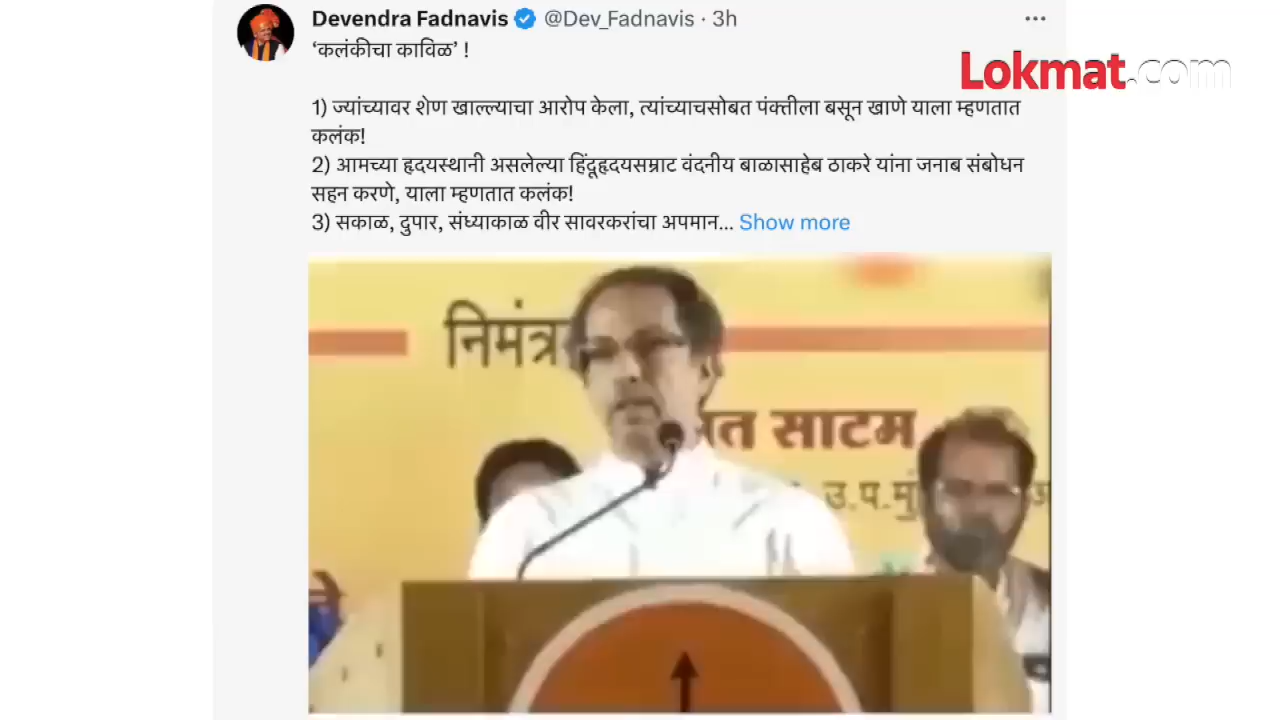 Devendra Fadnavis @Dev_Fadnavis · 3h
‘कलंकीचा काविळ’ !
Lokmat.com
1) ज्यांच्यावर शेण खाल्ल्याचा आरोप केला, त्यांच्याचसोबत पंक्तीला बसून खाणे याला म्हणतात
कलंक!
2) आमच्या हृदयस्थानी असलेल्या हिंदूहृदयसम्राट वंदनीय बाळासाहेब ठाकरे यांना जनाब संबोधन
सहन करणे, याला म्हणतात कलंक!
3) सकाळ, दुपार, संध्याकाळ वीर सावरकरांचा अपमान... Show more
साटम